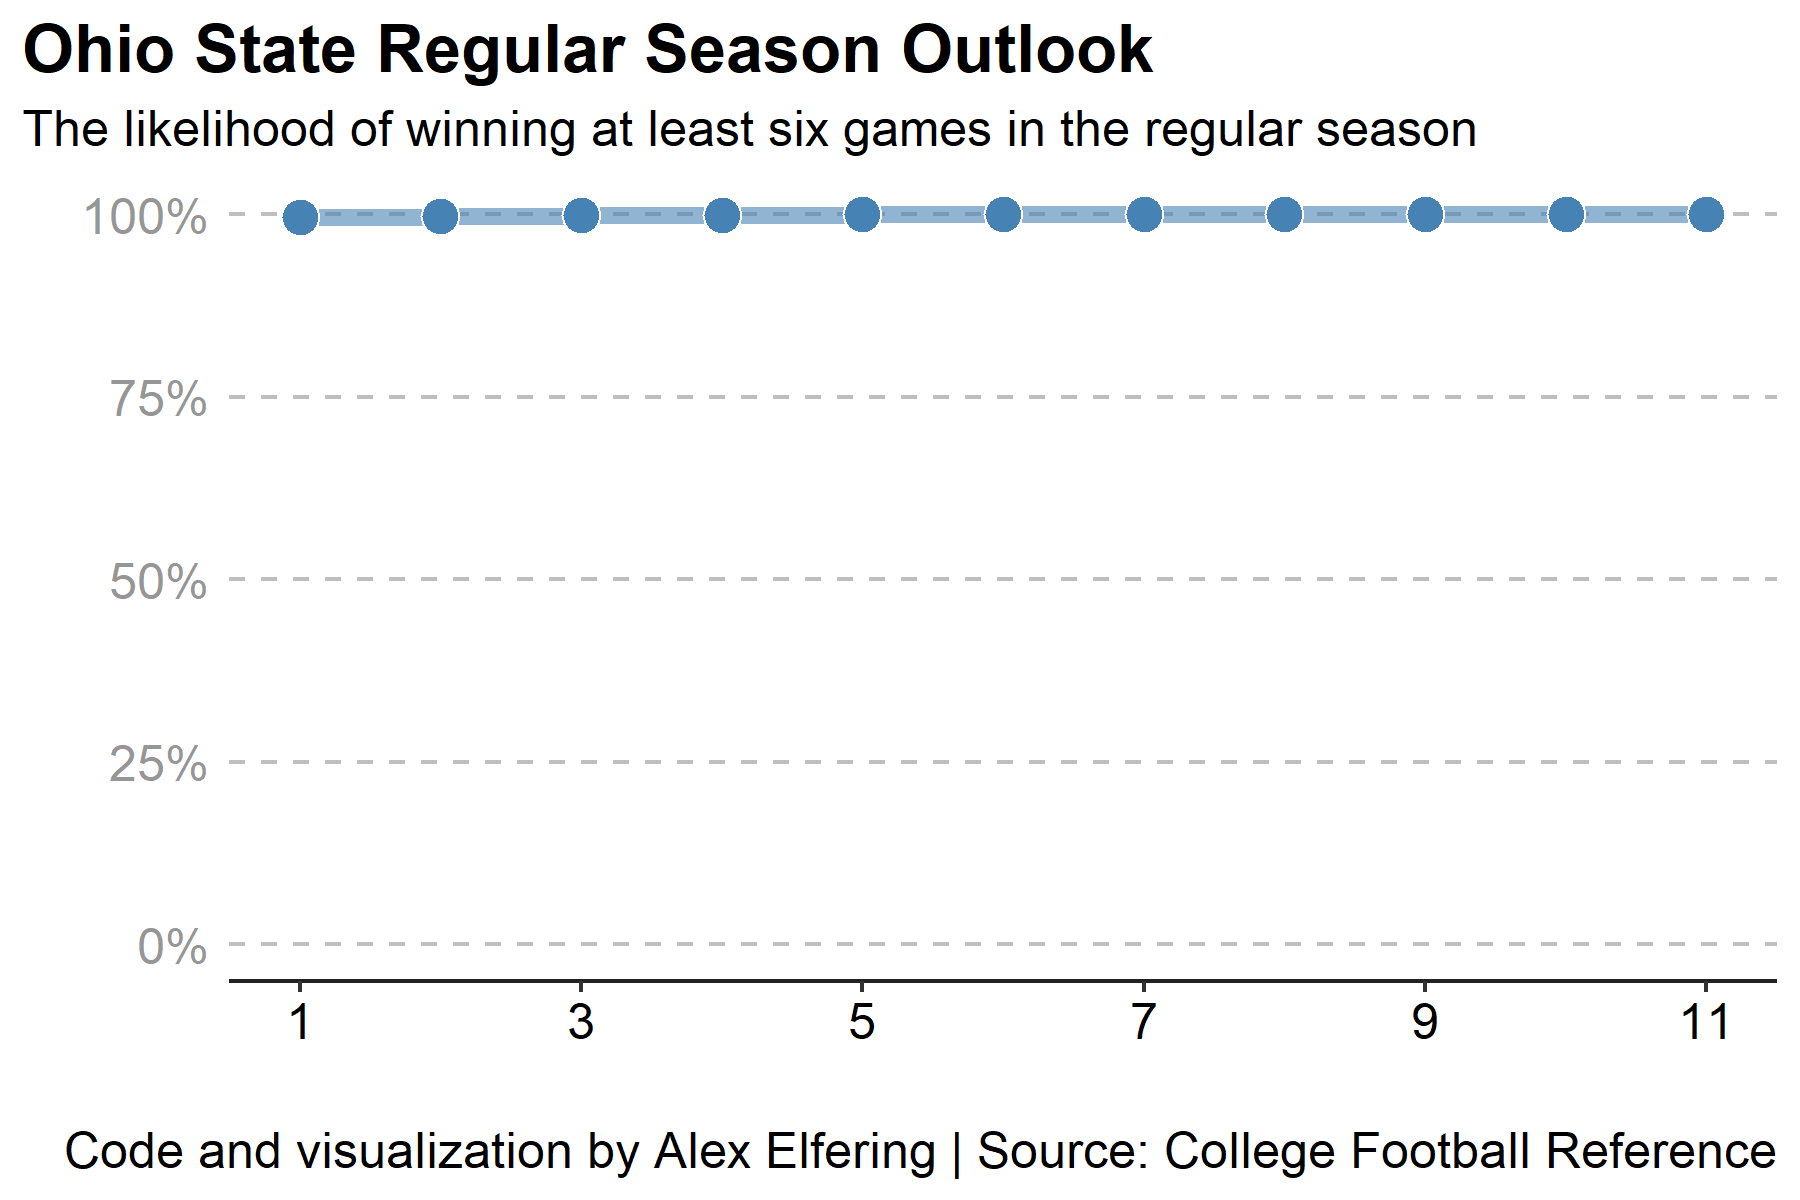 Ohio State Regular Season Outlook
The likelihood of winning at least six games in the regular season
100%
75%
50%
25%
0%
1 3 5 7 9 11
Code and visualization by Alex Elfering | Source: College Football Reference